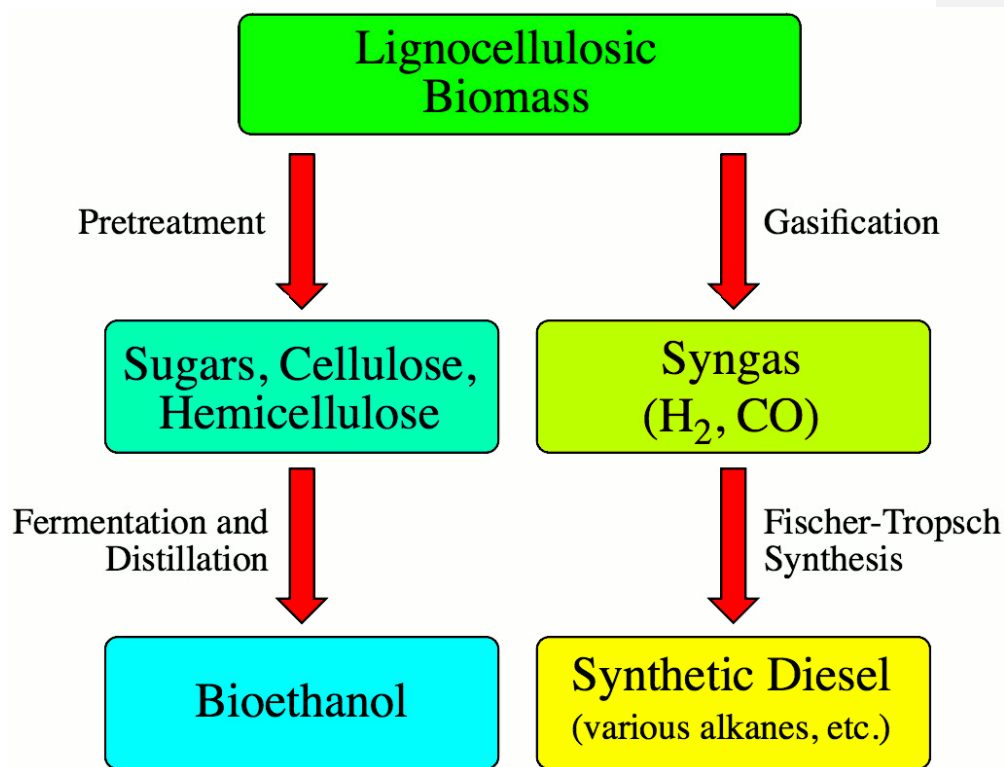 Lignocellulosic
Biomass
Pretreatment
Gasification
Sugars, Cellulose,
Hemicellulose
Syngas
(H₂, CO)
Fermentation and
Distillation
Fischer-Tropsch
Synthesis
Bioethanol
Synthetic Diesel
(various alkanes, etc.)